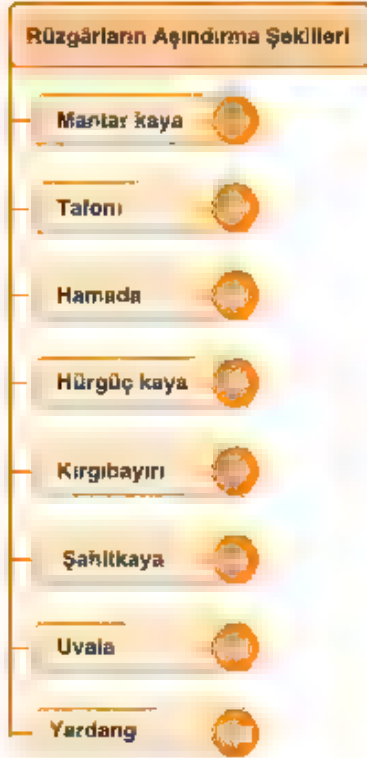 Rüzgârların Aşındırma Şekilleri
Mantar kaya
Tafoni
Hamada
Hürgüç kaya
Kırgıbayırı
Şahitkaya
Uvala
Yardang